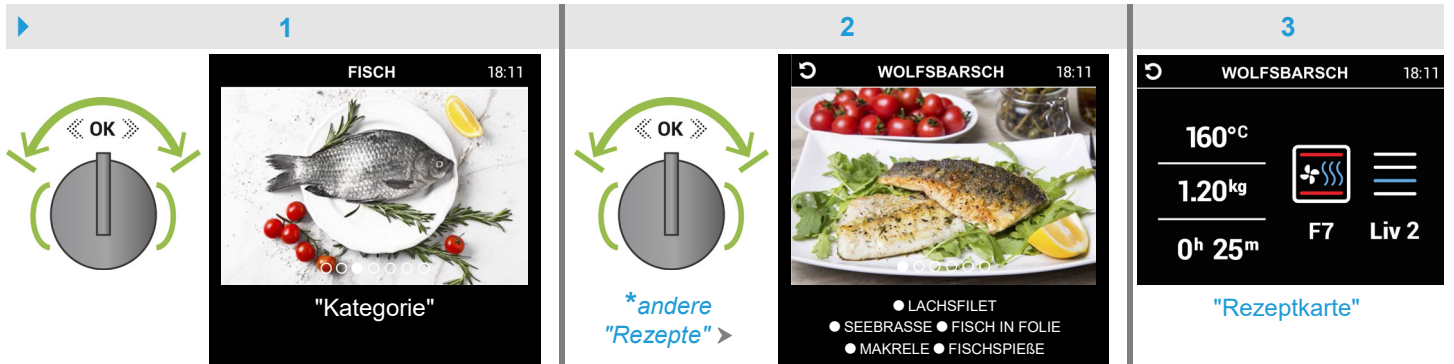 1
2
3
OK
FISCH 18:11
"Kategorie"
OK
*andere
"Rezepte"
WOLFSBARSCH 18:11
● LACHSFILET
● SEEBRASSE ● FISCH IN FOLIE
● MAKRELE ● FISCHSPIEßE
WOLFSBARSCH 18:11
160°C
1.20kg
0h 25m
F7 Liv 2
"Rezeptkarte"